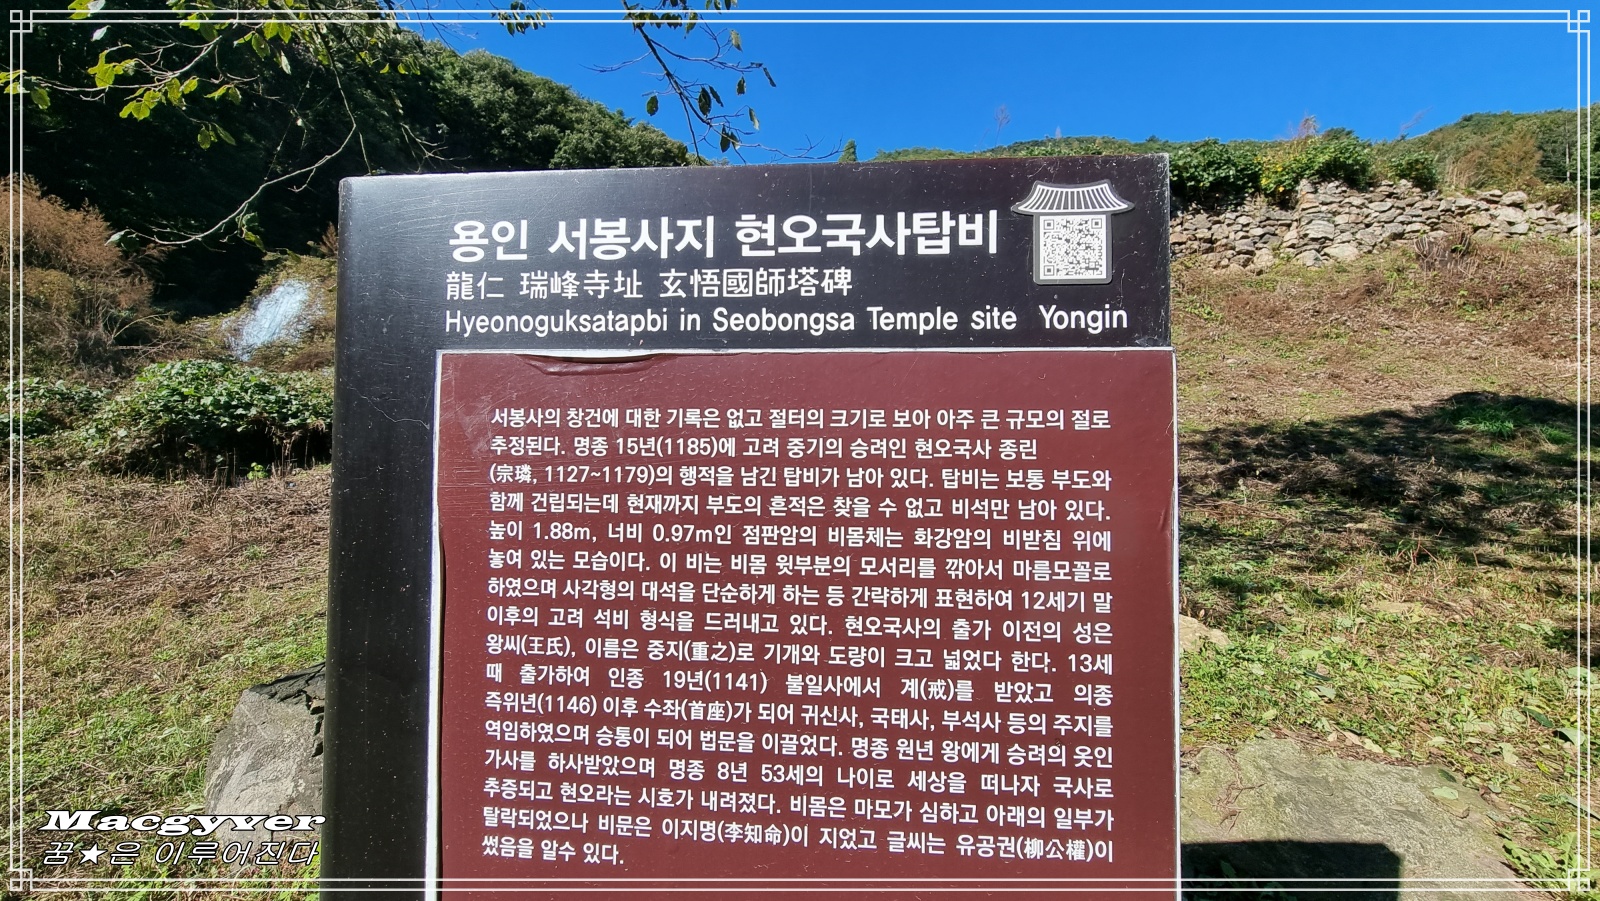 용인 서봉사지 현오국사탑비
龍仁 瑞峰寺址 玄悟國師塔碑
Hyeonoguksatapbi in Seobongsa Temple site Yongin
서봉사의 창건에 대한 기록은 없고 절터의 크기로 보아 아주 큰 규모의 절로
추정된다. 명종 15년(1185)에 고려 중기의 승려인 현오국사 종린
(宗璘, 1127~1179)의 행적을 남긴 탑비가 남아 있다. 탑비는 보통 부도와
함께 건립되는데 현재까지 부도의 흔적은 찾을 수 없고 비석만 남아 있다.
높이 1.88m, 너비 0.97m인 점판암의 비몸체는 화강암의 비받침 위에
놓여 있는 모습이다. 이 비는 비몸 윗부분의 모서리를 깎아서 마름모꼴로
하였으며 사각형의 대석을 단순하게 하는 등 간략하게 표현하여 12세기 말
이후의 고려 석비 형식을 드러내고 있다. 현오국사의 출가 이전의 성은
왕씨(王氏), 이름은 중지(重之)로 기개와 도량이 크고 넓었다 한다. 13세
때 출가하여 인종 19년(1141) 불일사에서 계(戒)를 받았고 의종
즉위년(1146) 이후 수좌(首座)가 되어 귀신사, 국태사, 부석사 등의 주지를
역임하였으며 승통이 되어 법문을 이끌었다. 명종 원년 왕에게 승려의 옷인
가사를 하사받았으며 명종 8년 53세의 나이로 세상을 떠나자 국사로
추증되고 현오라는 시호가 내려졌다. 비몸은 마모가 심하고 아래의 일부가
탈락되었으나 비문은 이지명(李知命)이 지었고 글씨는 유공권(柳公權)이
썼음을 알수 있다.
Macgyver
꿈★은 이루어진다